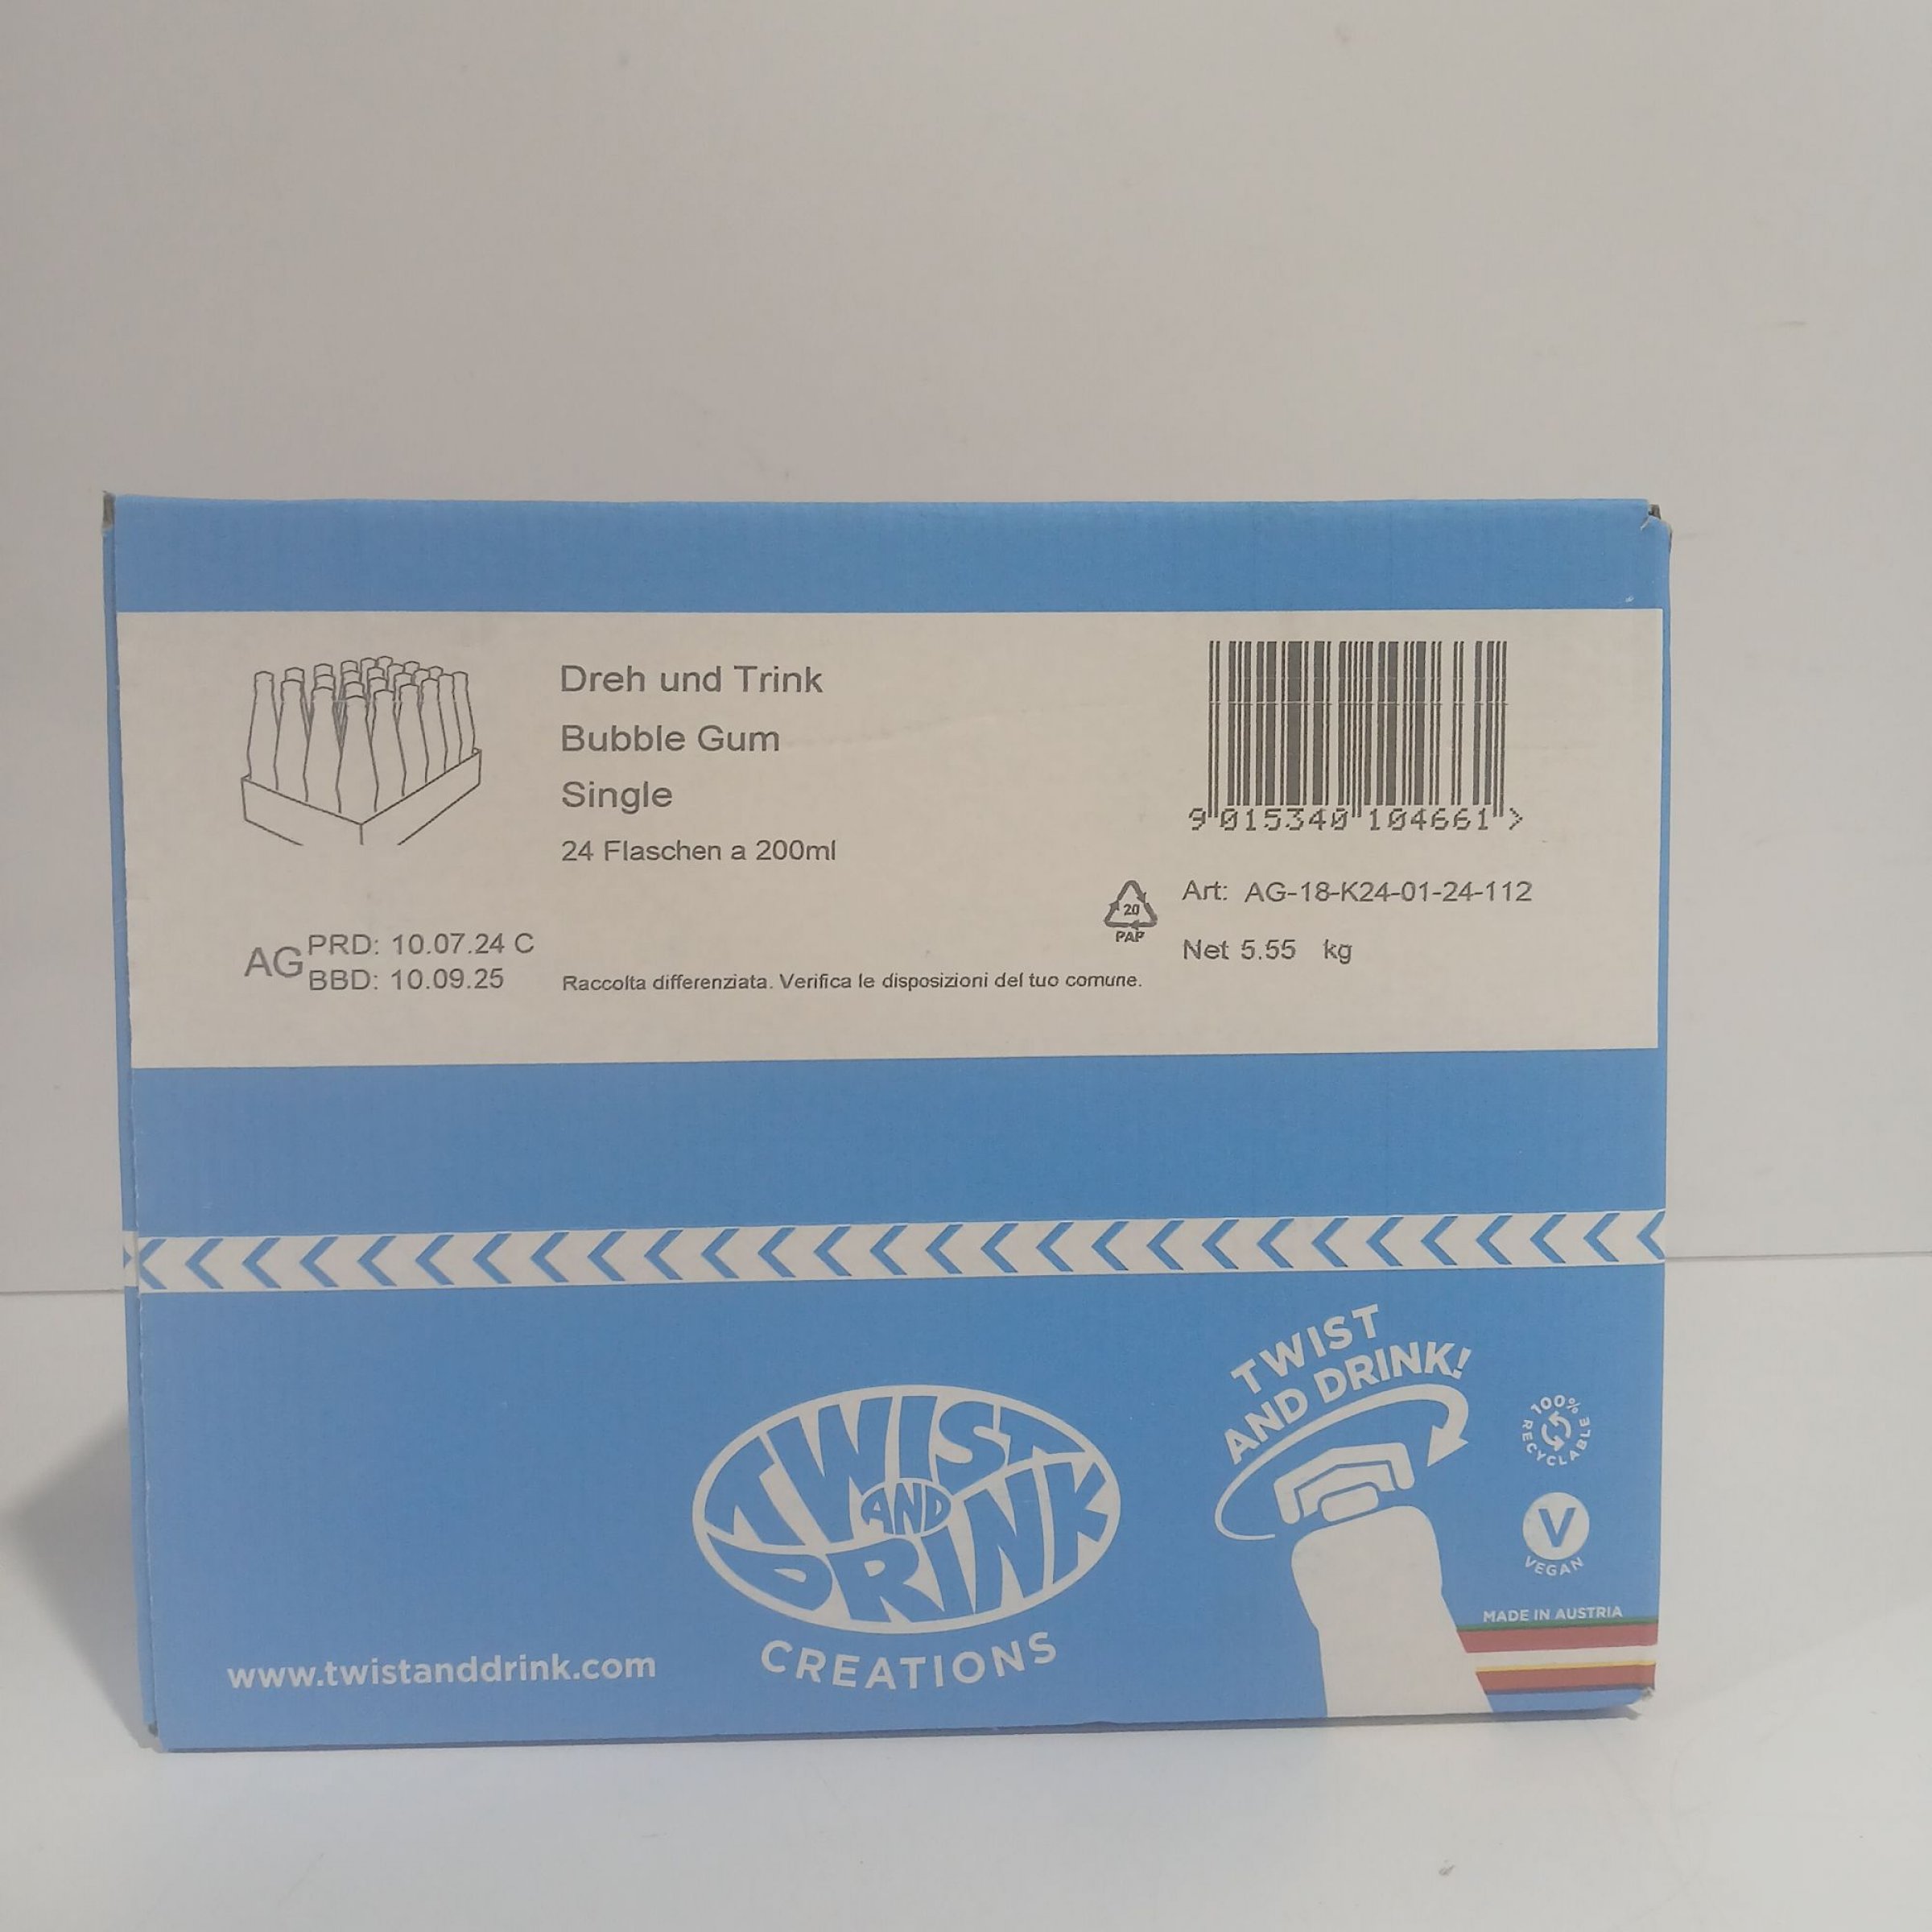 Dreh und Trink
Bubble Gum
Single
24 Flaschen a 200ml
9 015340 104661 >
20
PAP
Art: AG-18-K24-01-24-112
Net 5.55 kg
AG
PRD: 10.07.24 C
BBD: 10.09.25
Raccolta differenziata. Verifica le disposizioni del tuo comune.
TWIST
AND DRINK!
100% RECYCLABLE
TWIST
AND
DRINK
CREATIONS
V
VEGAN
MADE IN AUSTRIA
www.twistanddrink.com